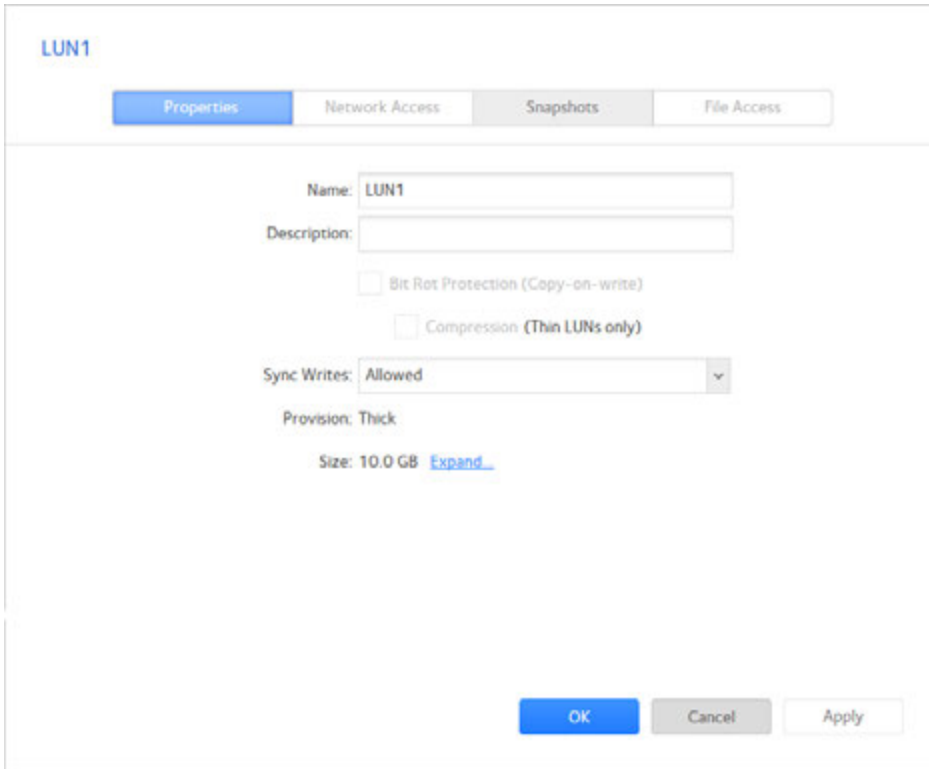 LUN1
Properties Network Access Snapshots File Access
Name: LUN1
Description:
Bit Rot Protection (Copy-on-write)
Compression (Thin LUNs only)
Sync Writes: Allowed
Provision: Thick
Size: 10.0 GB Expand...
OK Cancel Apply